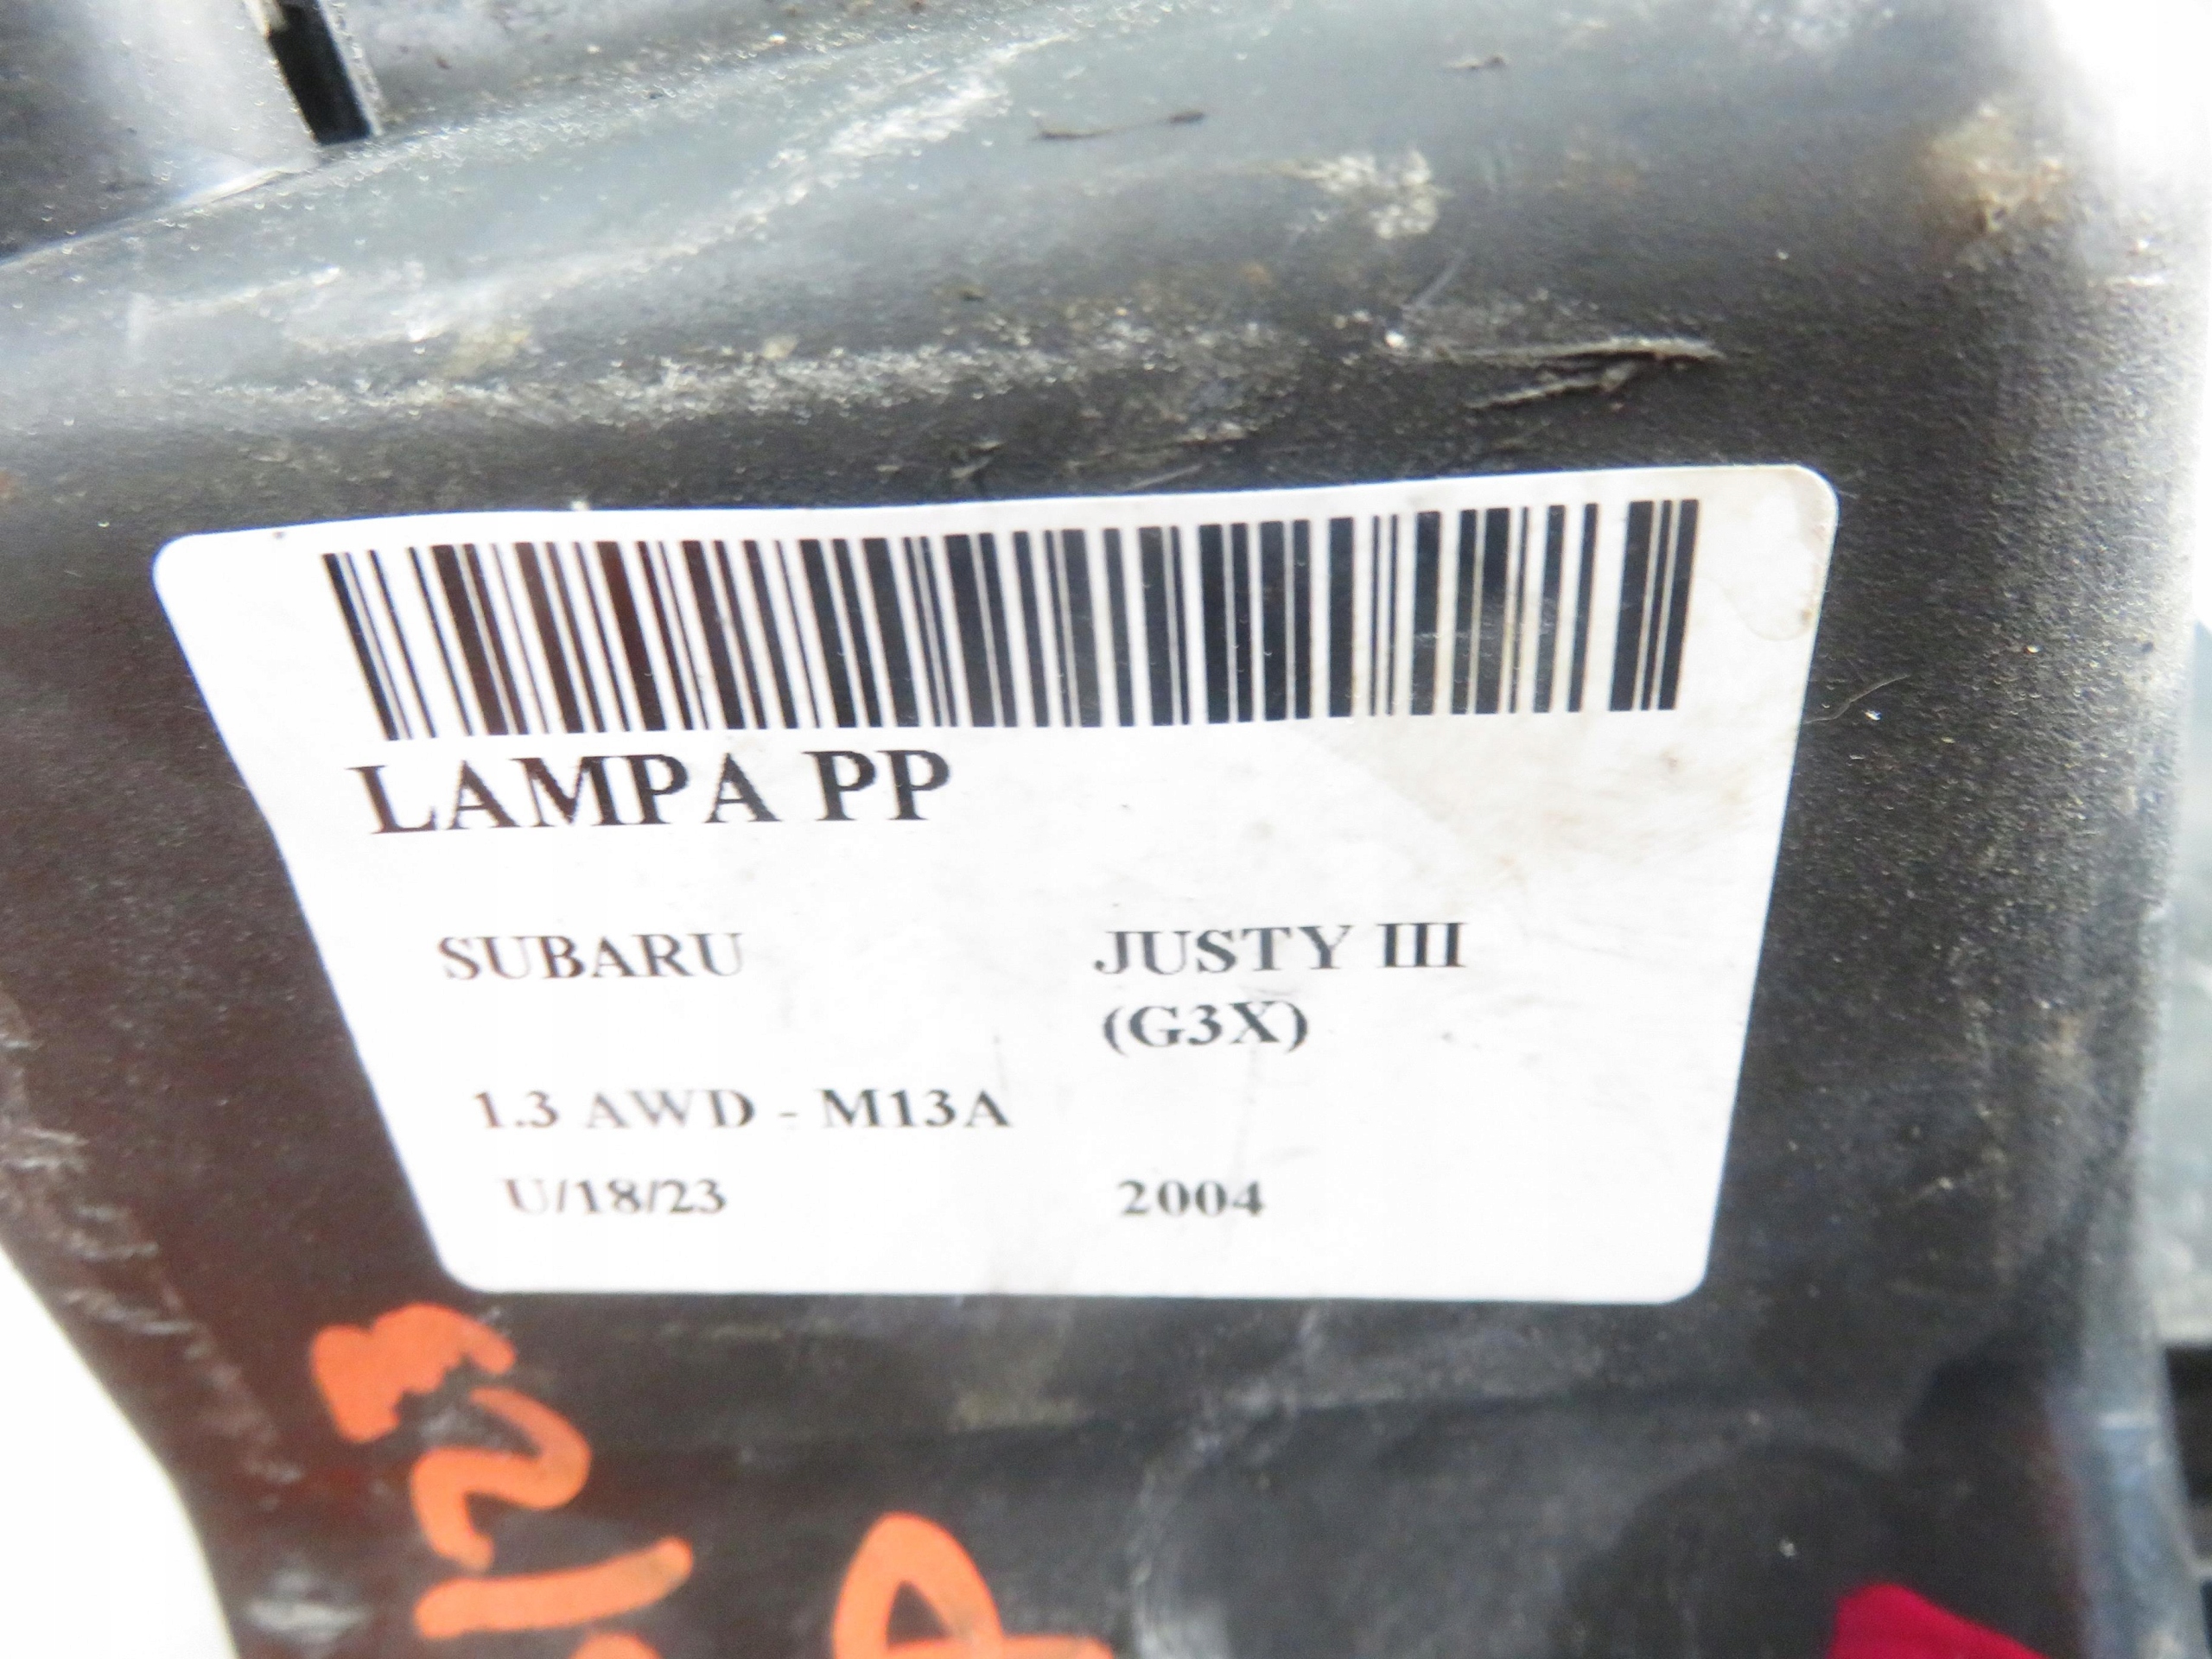 LAMPA PP
SUBARU JUSTY III
(G3X)
1.3 AWD - M13A
U/18/23 2004